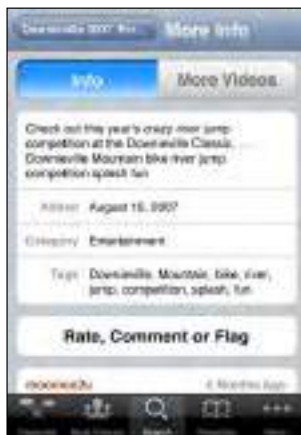 Downieville 2007 Riv...
More Info
Info
More Videos
Check out this year's crazy river jump
competition at the Downieville Classic, ...
Downieville Mountain bike river jump
competition splash fun
Added August 15, 2007
Category Entertainment
Tags Downieville, Mountain, bike, river,
jump, competition, splash, fun
Rate, Comment or Flag
4 Months Ago
Search
More